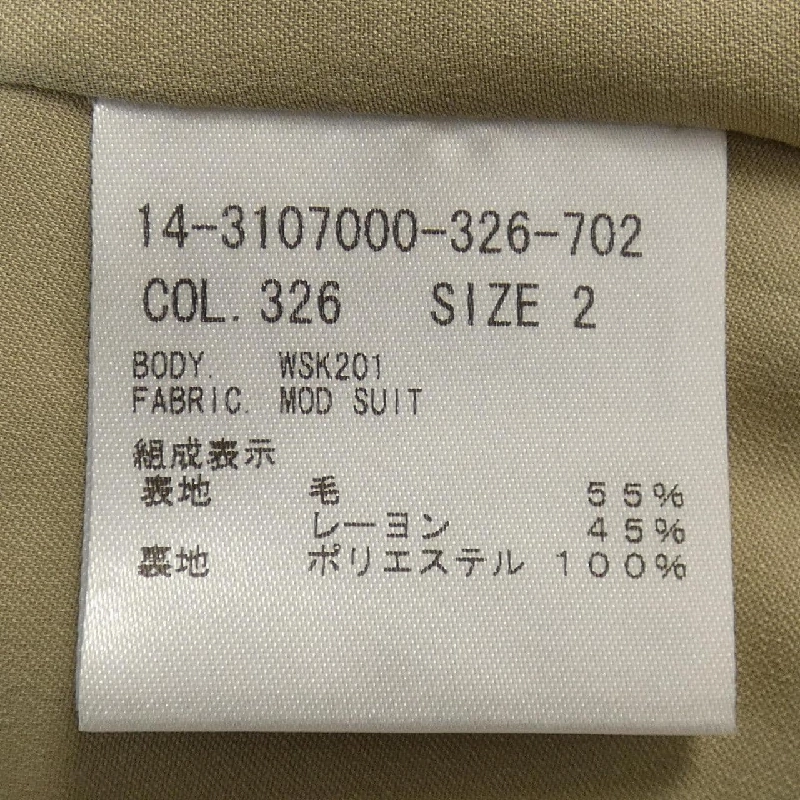 14-3107000-326-702
COL. 326 SIZE 2
BODY. WSK201
FABRIC. MOD SUIT
組成表示
表地 毛 55%
レーヨン 45%
裏地 ポリエステル 100%